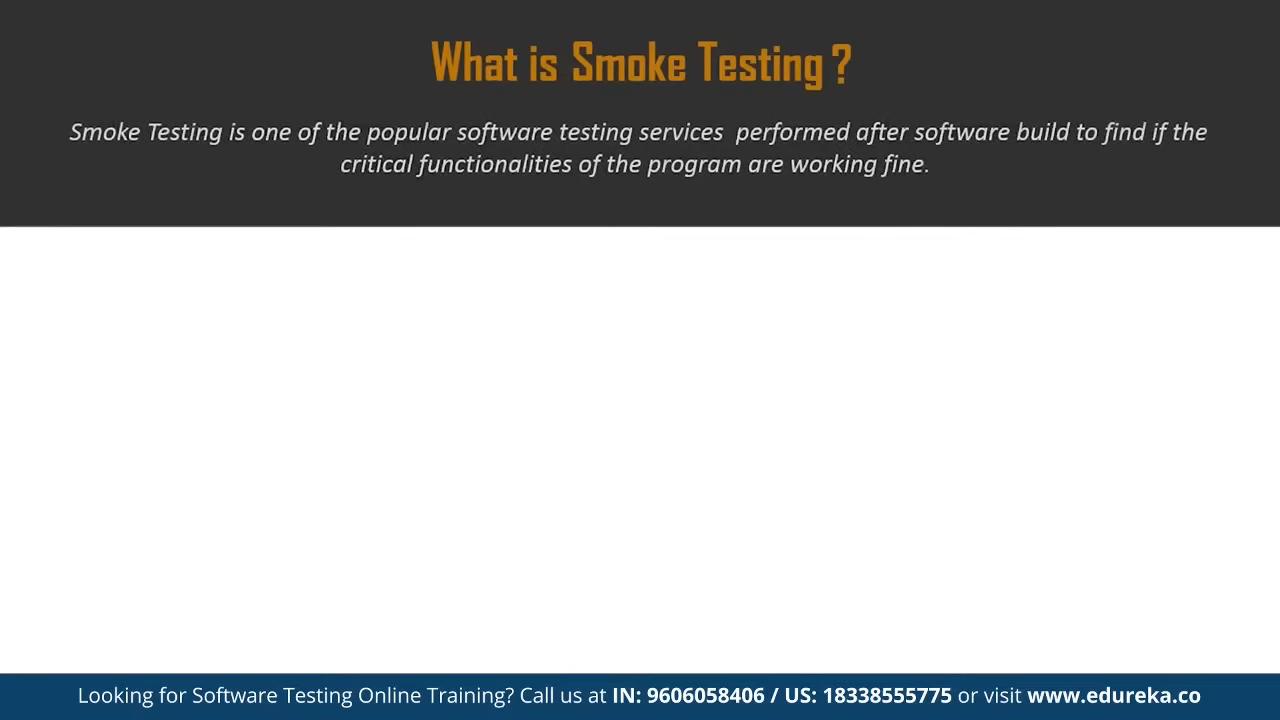 What is Smoke Testing?
Smoke Testing is one of the popular software testing services performed after software build to find if the
critical functionalities of the program are working fine.
Looking for Software Testing Online Training? Call us at IN: 9606058406 / US: 18338555775 or visit www.edureka.co